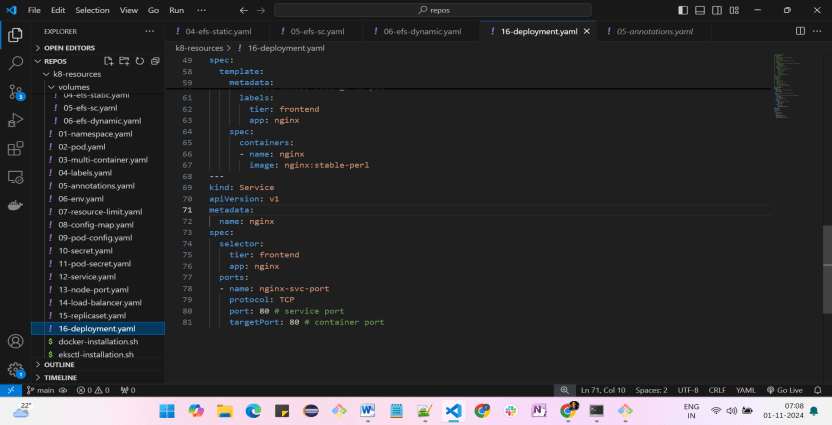 File Edit Selection View Go Run ... repos
EXPLORER ...
OPEN EDITORS
REPOS
k8-resources
volumes
04-efs-static.yaml
05-efs-sc.yaml
06-efs-dynamic.yaml
01-namespace.yaml
02-pod.yaml
03-multi-container.yaml
04-labels.yaml
05-annotations.yaml
06-env.yaml
07-resource-limit.yaml
08-config-map.yaml
09-pod-config.yaml
10-secret.yaml
11-pod-secret.yaml
12-service.yaml
13-node-port.yaml
14-load-balancer.yaml
15-replicaset.yaml
16-deployment.yaml
$ docker-installation.sh
$ eksctl-installation.sh
OUTLINE
TIMELINE
! 04-efs-static.yaml ! 05-efs-sc.yaml ! 06-efs-dynamic.yaml ! 16-deployment.yaml ! 05-annotations.yaml
k8-resources > ! 16-deployment.yaml
49 spec:
58 template:
59 metadata:
61 labels:
62 tier: frontend
63 app: nginx
64 spec:
65 containers:
66 - name: nginx
67 image: nginx:stable-perl
68 ---
69 kind: Service
70 apiVersion: v1
71 metadata:
72 name: nginx
73 spec:
74 selector:
75 tier: frontend
76 app: nginx
77 ports:
78 - name: nginx-svc-port
79 protocol: TCP
80 port: 80 # service port
81 targetPort: 80 # container port
main 0 0 0 Ln 71, Col 10 Spaces: 2 UTF-8 CRLF YAML Go Live
22° ENG 07:08
IN 01-11-2024